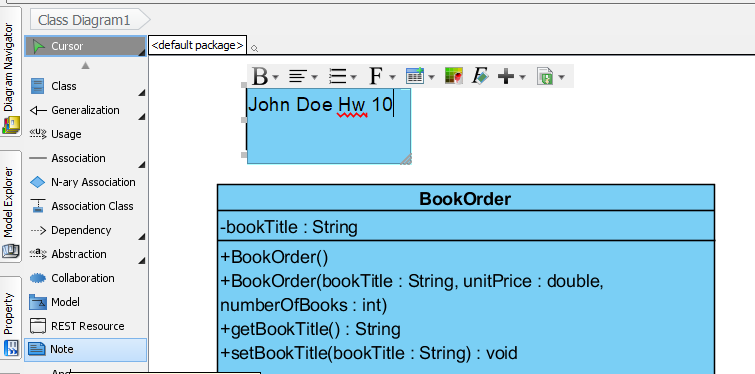 Class Diagram1
Diagram Navigator
Model Explorer
Property
Cursor
Class
Generalization
Usage
Association
N-ary Association
Association Class
Dependency
Abstraction
Collaboration
Model
REST Resource
Note
<default package>
B
F
John Doe Hw 10
BookOrder
-bookTitle : String
+BookOrder()
+BookOrder(bookTitle : String, unitPrice : double,
numberOfBooks : int)
+getBookTitle() : String
+setBookTitle(bookTitle : String) : void